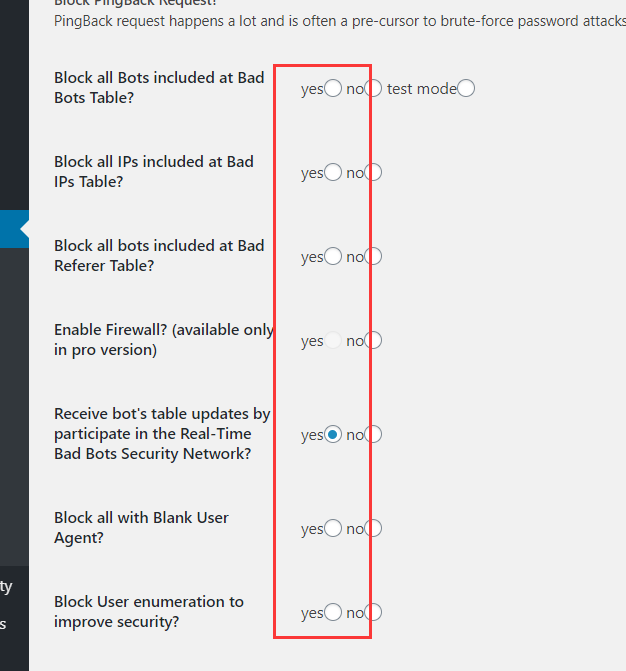 Block PingBack Request?
PingBack request happens a lot and is often a pre-cursor to brute-force password attacks
Block all Bots included at Bad
Bots Table?
yes no test mode
Block all IPs included at Bad
IPs Table?
yes no
Block all bots included at Bad
Referer Table?
yes no
Enable Firewall? (available only
in pro version)
yes no
Receive bot's table updates by
participate in the Real-Time
Bad Bots Security Network?
yes no
Block all with Blank User
Agent?
yes no
Block User enumeration to
improve security?
yes no
ty
s